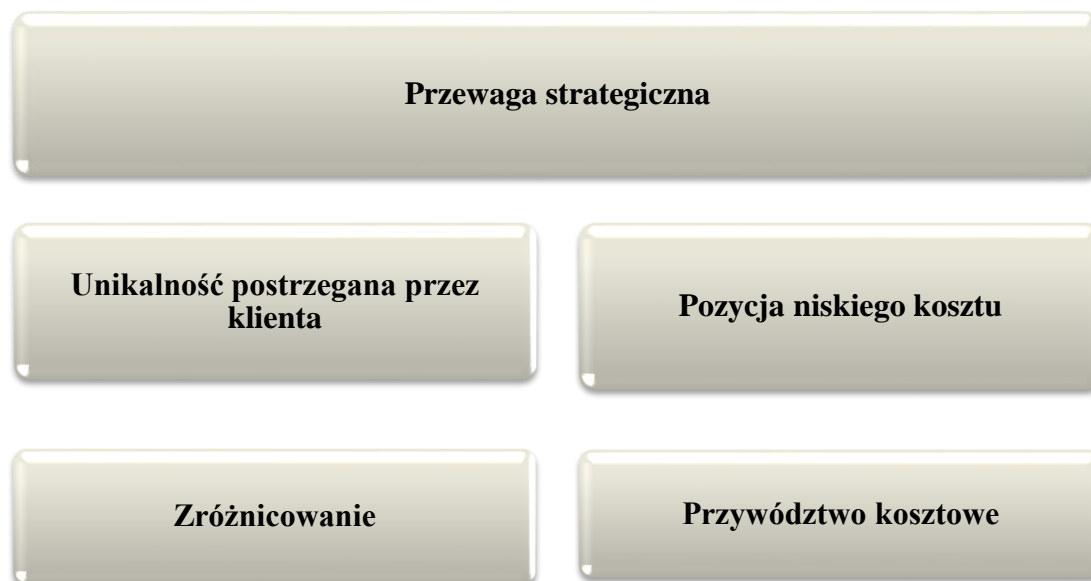 Przewaga strategiczna
Unikalność postrzegana przez
klienta
Pozycja niskiego kosztu
Zróżnicowanie
Przywództwo kosztowe